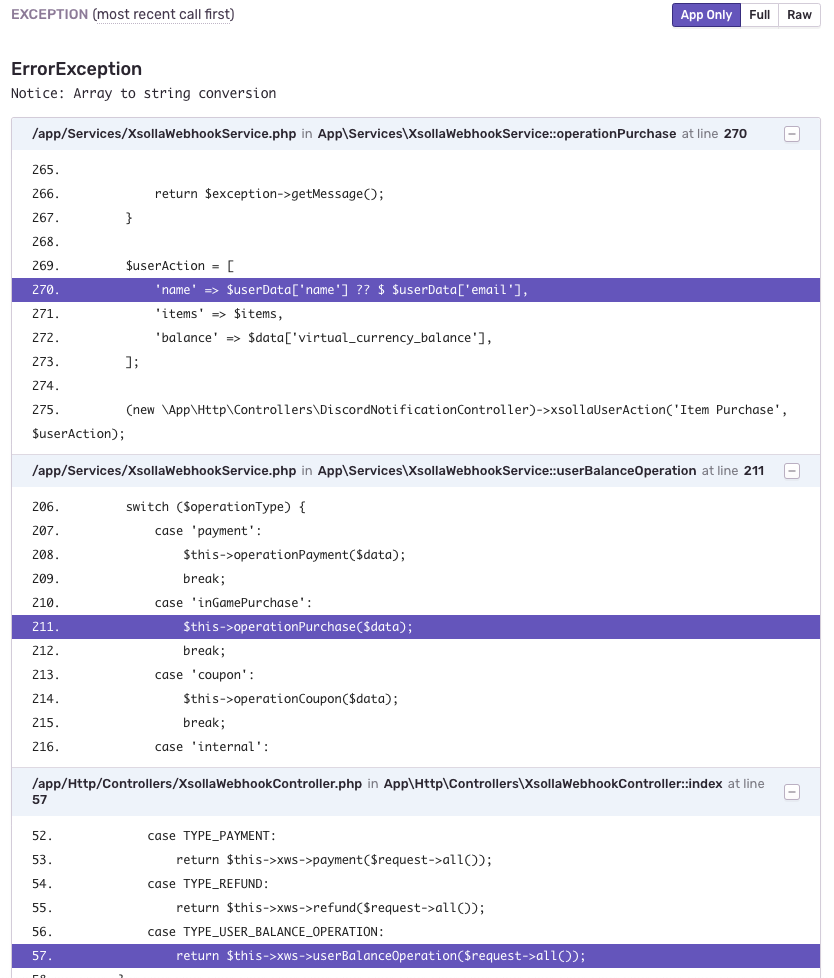 EXCEPTION (most recent call first)
App Only Full Raw
ErrorException
Notice: Array to string conversion
/app/Services/XsollaWebhookService.php in App\Services\XsollaWebhookService::operationPurchase at line 270
265.
266. return $exception->getMessage();
267. }
268.
269. $userAction = [
270. 'name' => $userData['name'] ?? $ $userData['email'],
271. 'items' => $items,
272. 'balance' => $data['virtual_currency_balance'],
273. ];
274.
275. (new \App\Http\Controllers\DiscordNotificationController)->xsollaUserAction('Item Purchase',
$userAction);
/app/Services/XsollaWebhookService.php in App\Services\XsollaWebhookService::userBalanceOperation at line 211
206. switch ($operationType) {
207. case 'payment':
208. $this->operationPayment($data);
209. break;
210. case 'inGamePurchase':
211. $this->operationPurchase($data);
212. break;
213. case 'coupon':
214. $this->operationCoupon($data);
215. break;
216. case 'internal':
/app/Http/Controllers/XsollaWebhookController.php in App\Http\Controllers\XsollaWebhookController::index at line
57
52. case TYPE_PAYMENT:
53. return $this->xws->payment($request->all());
54. case TYPE_REFUND:
55. return $this->xws->refund($request->all());
56. case TYPE_USER_BALANCE_OPERATION:
57. return $this->xws->userBalanceOperation($request->all());